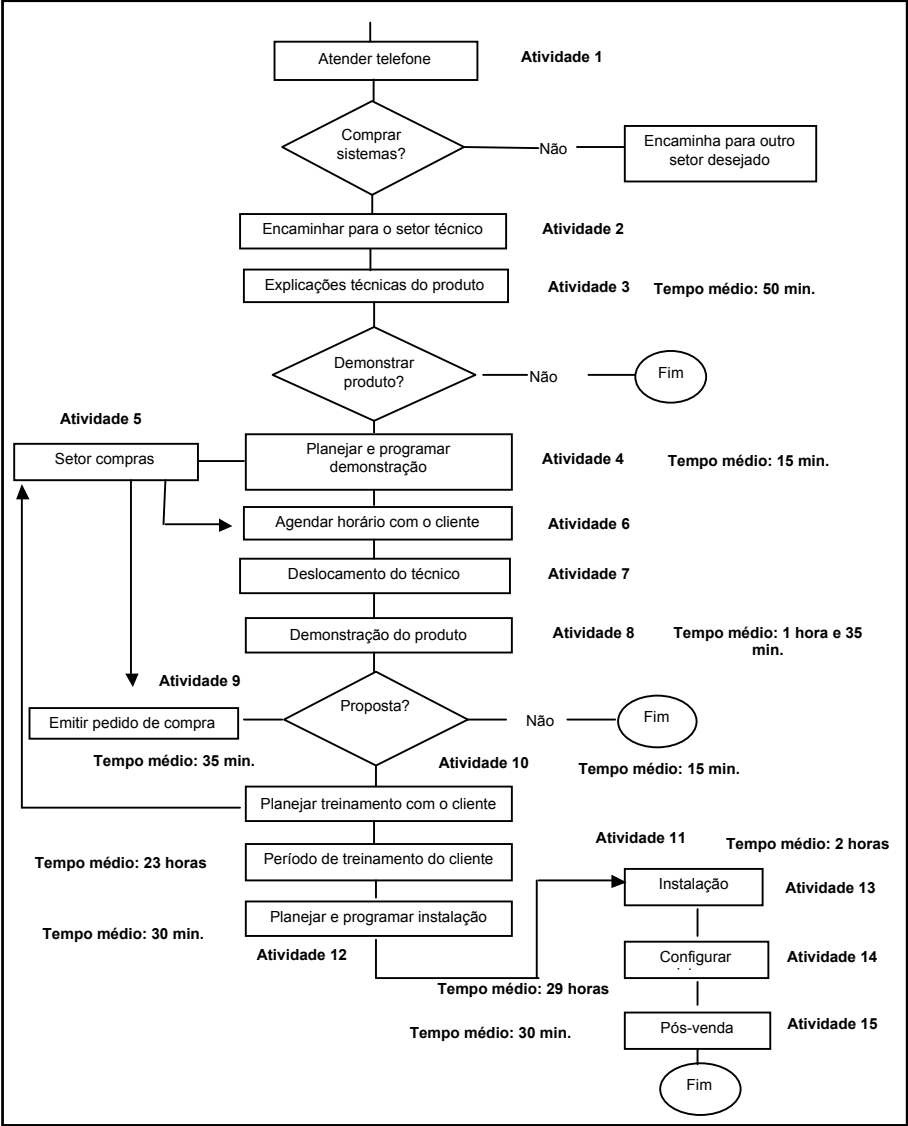 Atender telefone
Atividade 1
Comprar
sistemas?
Não
Encaminha para outro
setor desejado
Encaminhar para o setor técnico
Atividade 2
Explicações técnicas do produto
Atividade 3
Tempo médio: 50 min.
Demonstrar
produto?
Não
Fim
Atividade 5
Setor compras
Planejar e programar
demonstração
Atividade 4
Tempo médio: 15 min.
Agendar horário com o cliente
Atividade 6
Deslocamento do técnico
Atividade 7
Demonstração do produto
Atividade 8
Tempo médio: 1 hora e 35
min.
Atividade 9
Emitir pedido de compra
Proposta?
Não
Fim
Tempo médio: 35 min.
Atividade 10
Tempo médio: 15 min.
Planejar treinamento com o cliente
Atividade 11
Tempo médio: 2 horas
Tempo médio: 23 horas
Período de treinamento do cliente
Instalação
Atividade 13
Planejar e programar instalação
Tempo médio: 30 min.
Atividade 12
Configurar
Atividade 14
Tempo médio: 29 horas
Tempo médio: 30 min.
Pós-venda
Atividade 15
Fim